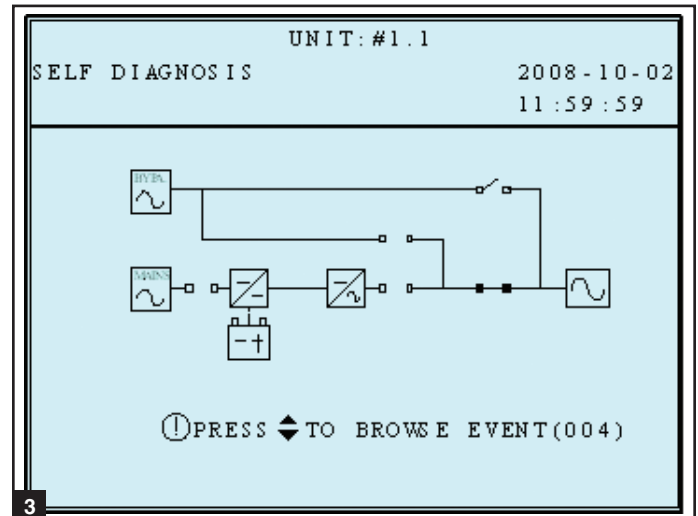 UNIT:#1.1
SELF DIAGNOSIS 2008-10-02
11:59:59
BYPA.
MAINS
PRESS TO BROWSE EVENT(004)
3